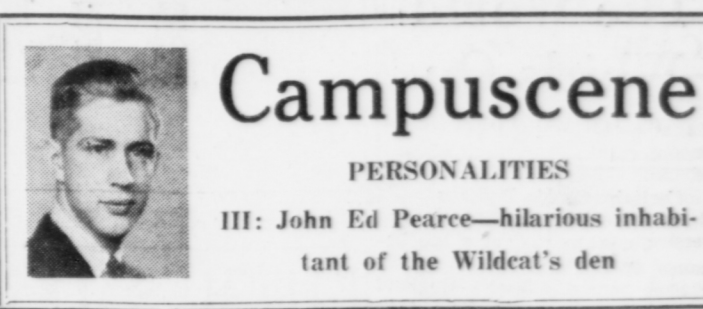 Campuscene
PERSONALITIES
III: John Ed Pearce—hilarious inhabi-
tant of the Wildcat's den